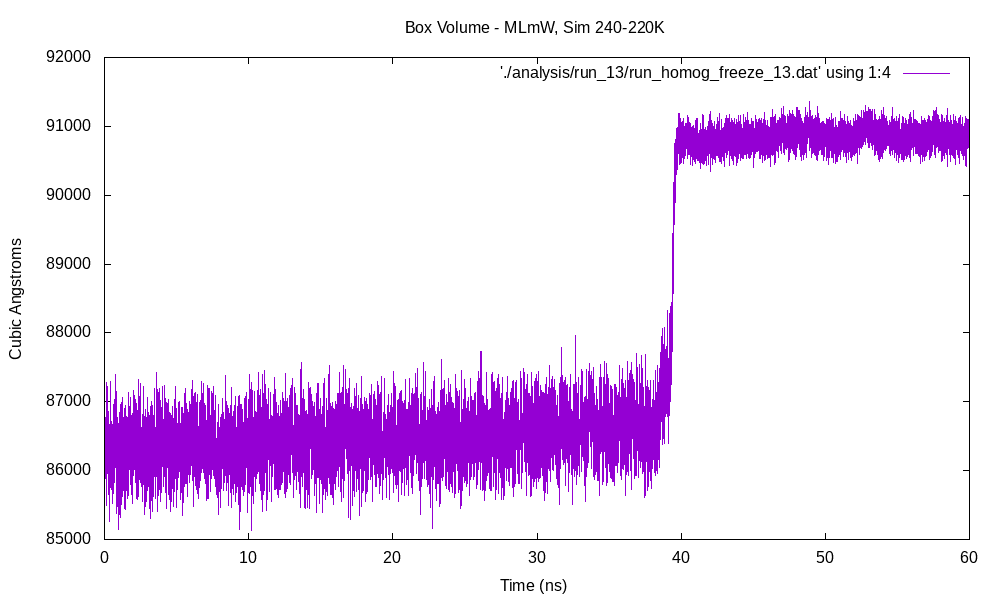 Box Volume - MLmW, Sim 240-220K
'./analysis/run_13/run_homog_freeze_13.dat' using 1:4
92000
91000
90000
89000
88000
87000
86000
85000
Cubic Angstroms
0 10 20 30 40 50 60
Time (ns)